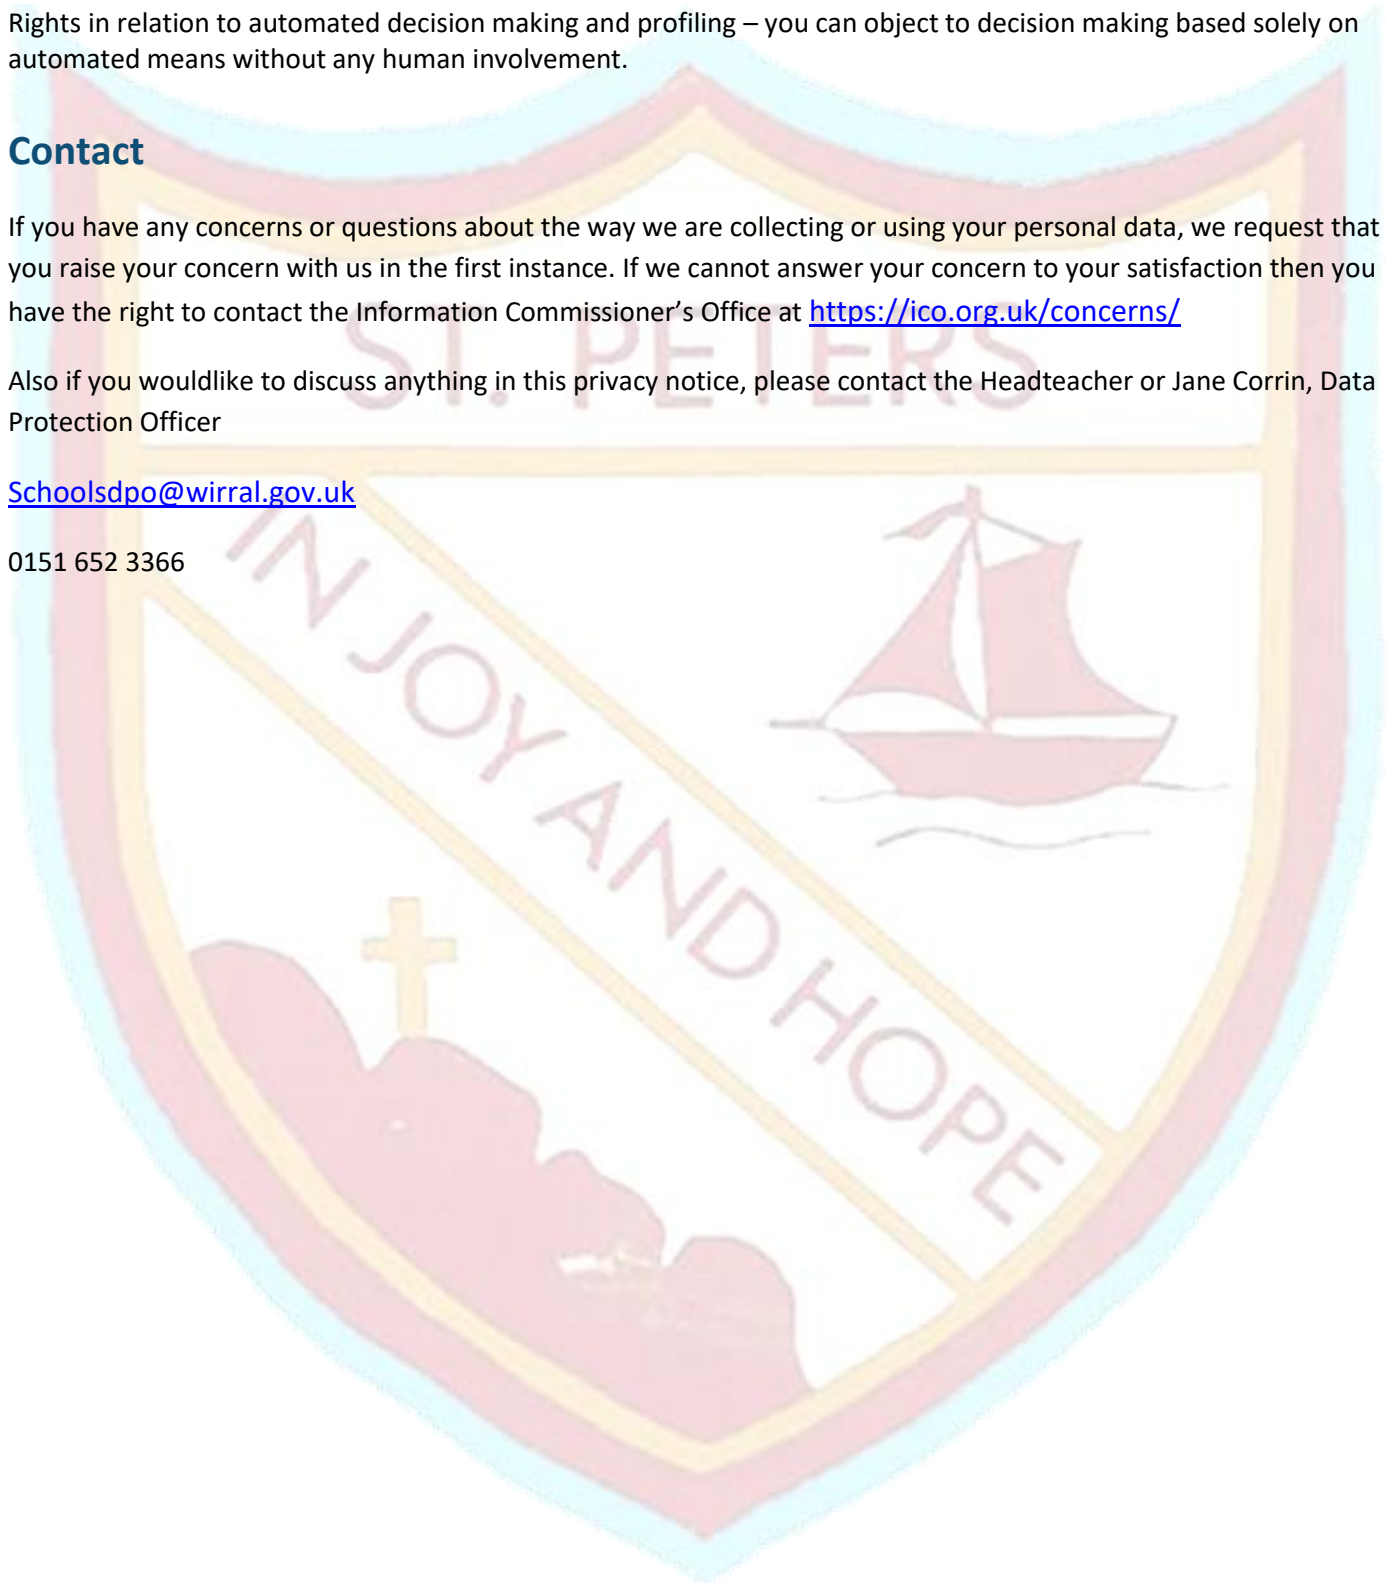 Rights in relation to automated decision making and profiling – you can object to decision making based solely on
automated means without any human involvement.
Contact
If you have any concerns or questions about the way we are collecting or using your personal data, we request that
you raise your concern with us in the first instance. If we cannot answer your concern to your satisfaction then you
have the right to contact the Information Commissioner’s Office at https://ico.org.uk/concerns/
Also if you wouldlike to discuss anything in this privacy notice, please contact the Headteacher or Jane Corrin, Data
Protection Officer
Schoolsdpo@wirral.gov.uk
0151 652 3366
ST. PETERS
IN JOY AND HOPE